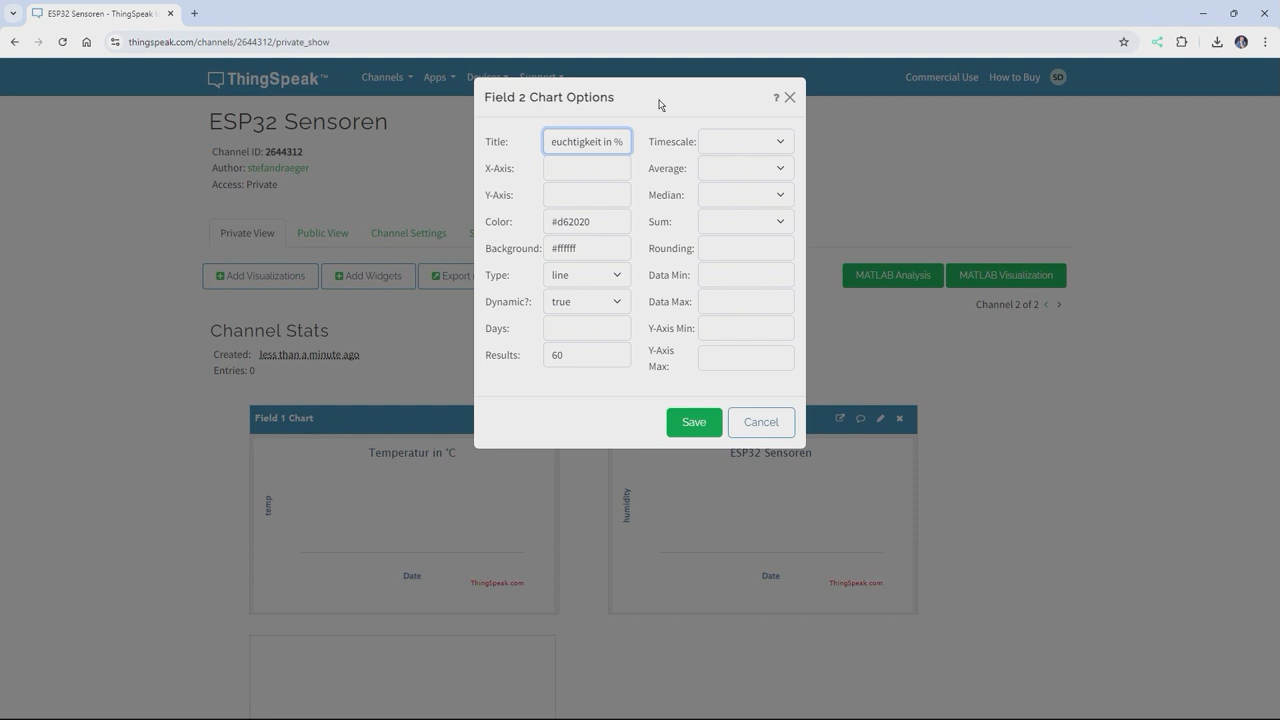 ESP32 Sensoren - ThingSpeak
thingspeak.com/channels/2644312/private_show
ThingSpeak™
Channels
Apps
Devices
Support
Commercial Use
How to Buy
SD
ESP32 Sensoren
Channel ID: 2644312
Author: stefandraeger
Access: Private
Private View
Public View
Channel Settings
Add Visualizations
Add Widgets
Export
MATLAB Analysis
MATLAB Visualization
Channel 2 of 2 < >
Channel Stats
Created: less than a minute ago
Entries: 0
Field 2 Chart Options
?
Title:
euchtigkeit in %
X-Axis:
Y-Axis:
Color:
#d62020
Background:
#ffffff
Type:
line
Dynamic?:
true
Days:
Results:
60
Timescale:
Average:
Median:
Sum:
Rounding:
Data Min:
Data Max:
Y-Axis Min:
Y-Axis
Max:
Save
Cancel
Field 1 Chart
Temperatur in °C
temp
Date
ThingSpeak.com
ESP32 Sensoren
humidity
Date
ThingSpeak.com